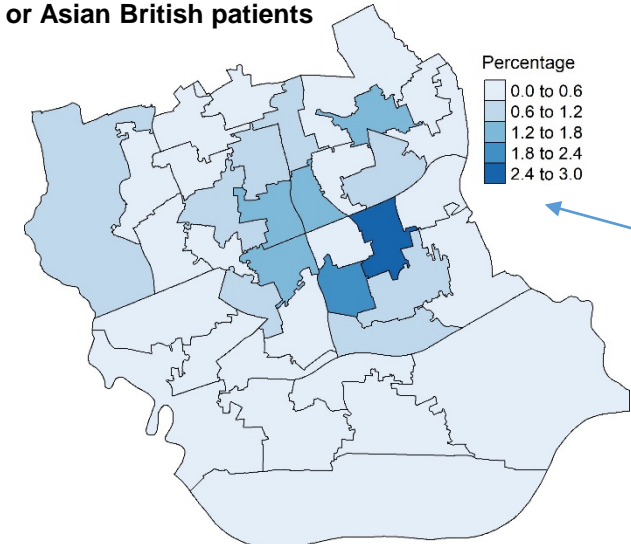 or Asian British patients
Percentage
0.0 to 0.6
0.6 to 1.2
1.2 to 1.8
1.8 to 2.4
2.4 to 3.0